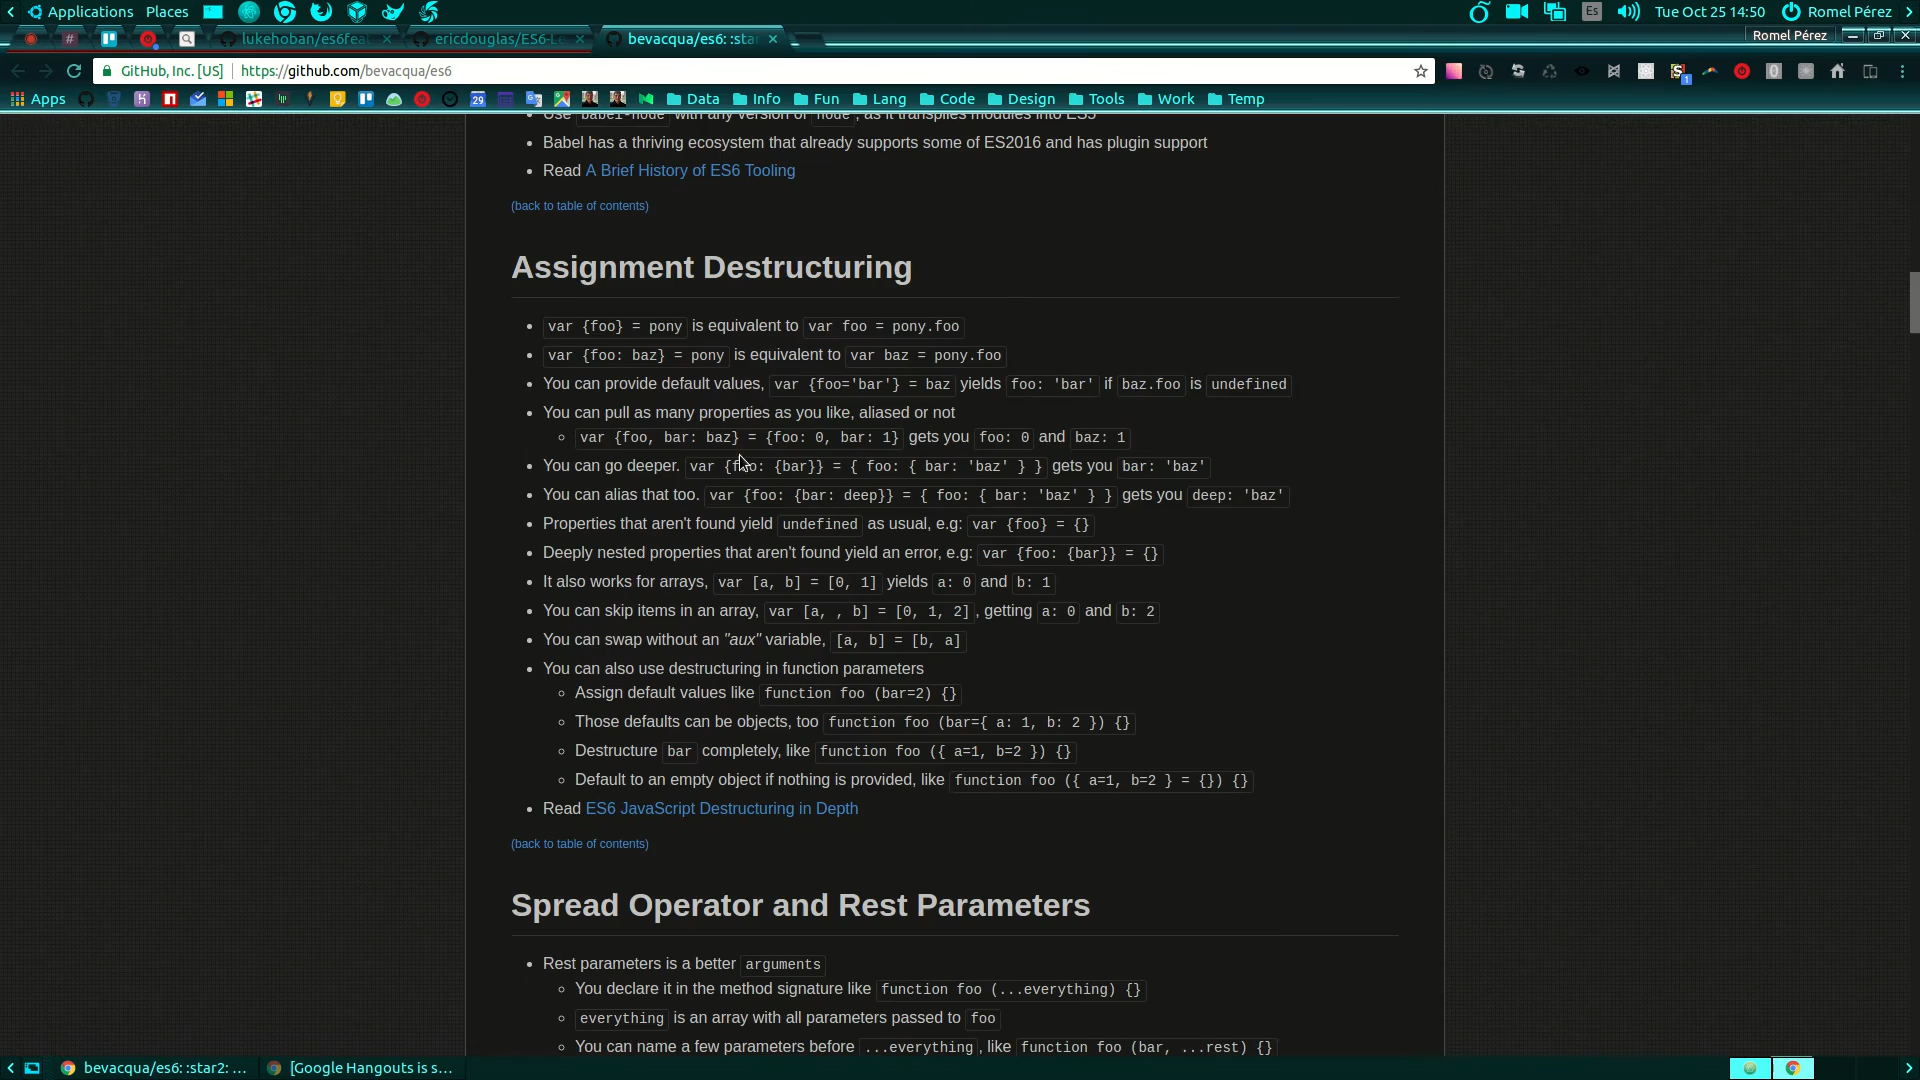 Applications Places Es Tue Oct 25 14:50 Romel Pérez
lukehoban/es6fea ericdouglas/ES6-Le bevacqua/es6: :sta Romel Pérez
GitHub, Inc. [US] https://github.com/bevacqua/es6
Apps Data Info Fun Lang Code Design Tools Work Temp
Use babel-node with any version of node, as it transpiles modules into ES5
Babel has a thriving ecosystem that already supports some of ES2016 and has plugin support
Read A Brief History of ES6 Tooling
(back to table of contents)
Assignment Destructuring
var {foo} = pony is equivalent to var foo = pony.foo
var {foo: baz} = pony is equivalent to var baz = pony.foo
You can provide default values, var {foo='bar'} = baz yields foo: 'bar' if baz.foo is undefined
You can pull as many properties as you like, aliased or not
var {foo, bar: baz} = {foo: 0, bar: 1} gets you foo: 0 and baz: 1
You can go deeper. var {foo: {bar}} = { foo: { bar: 'baz' } } gets you bar: 'baz'
You can alias that too. var {foo: {bar: deep}} = { foo: { bar: 'baz' } } gets you deep: 'baz'
Properties that aren't found yield undefined as usual, e.g: var {foo} = {}
Deeply nested properties that aren't found yield an error, e.g: var {foo: {bar}} = {}
It also works for arrays, var [a, b] = [0, 1] yields a: 0 and b: 1
You can skip items in an array, var [a, , b] = [0, 1, 2], getting a: 0 and b: 2
You can swap without an "aux" variable, [a, b] = [b, a]
You can also use destructuring in function parameters
Assign default values like function foo (bar=2) {}
Those defaults can be objects, too function foo (bar={ a: 1, b: 2 }) {}
Destructure bar completely, like function foo ({ a=1, b=2 }) {}
Default to an empty object if nothing is provided, like function foo ({ a=1, b=2 } = {}) {}
Read ES6 JavaScript Destructuring in Depth
(back to table of contents)
Spread Operator and Rest Parameters
Rest parameters is a better arguments
You declare it in the method signature like function foo (...everything) {}
everything is an array with all parameters passed to foo
You can name a few parameters before ...everything, like function foo (bar, ...rest) {}
bevacqua/es6: :star2: ... [Google Hangouts is s...